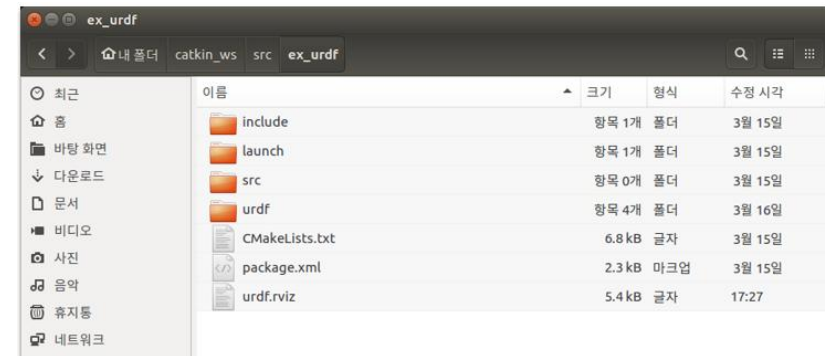 ex_urdf
내 폴더 catkin_ws src ex_urdf
최근
홈
바탕 화면
다운로드
문서
비디오
사진
음악
휴지통
네트워크
이름 크기 형식 수정 시각
include 항목 1개 폴더 3월 15일
launch 항목 1개 폴더 3월 15일
src 항목 0개 폴더 3월 15일
urdf 항목 4개 폴더 3월 16일
CMakeLists.txt 6.8 kB 글자 3월 15일
package.xml 2.3 kB 마크업 3월 15일
urdf.rviz 5.4 kB 글자 17:27